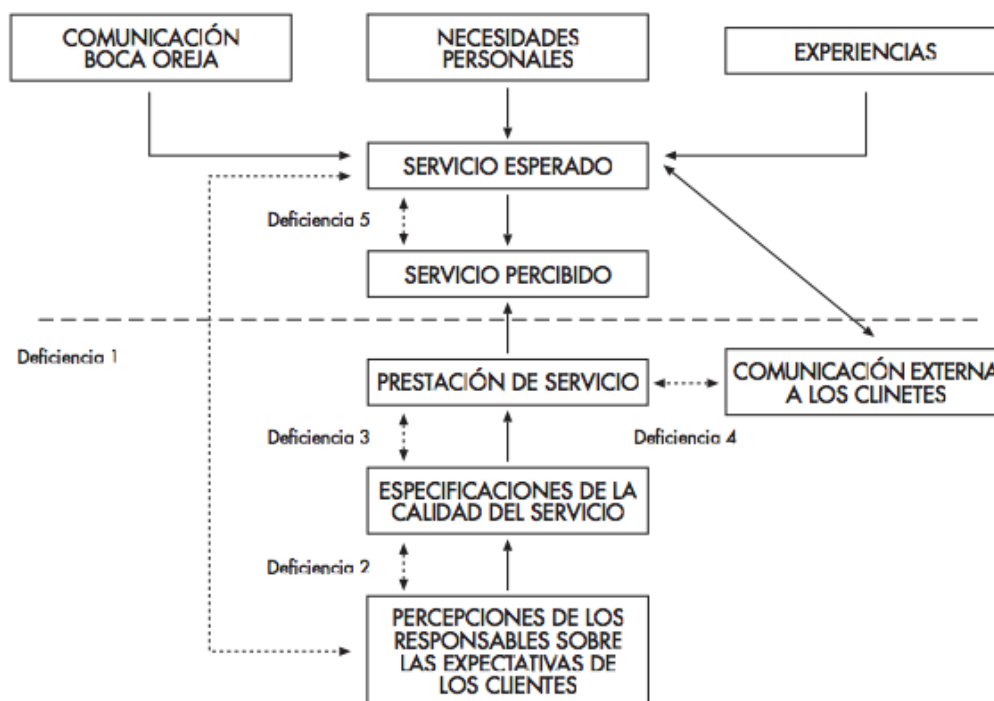 COMUNICACIÓN
BOCA OREJA
NECESIDADES
PERSONALES
EXPERIENCIAS
SERVICIO ESPERADO
Deficiencia 5
SERVICIO PERCIBIDO
Deficiencia 1
PRESTACIÓN DE SERVICIO
COMUNICACIÓN EXTERNA
A LOS CLINETES
Deficiencia 3
Deficiencia 4
ESPECIFICACIONES DE LA
CALIDAD DEL SERVICIO
Deficiencia 2
PERCEPCIONES DE LOS
RESPONSABLES SOBRE
LAS EXPECTATIVAS DE
LOS CLIENTES